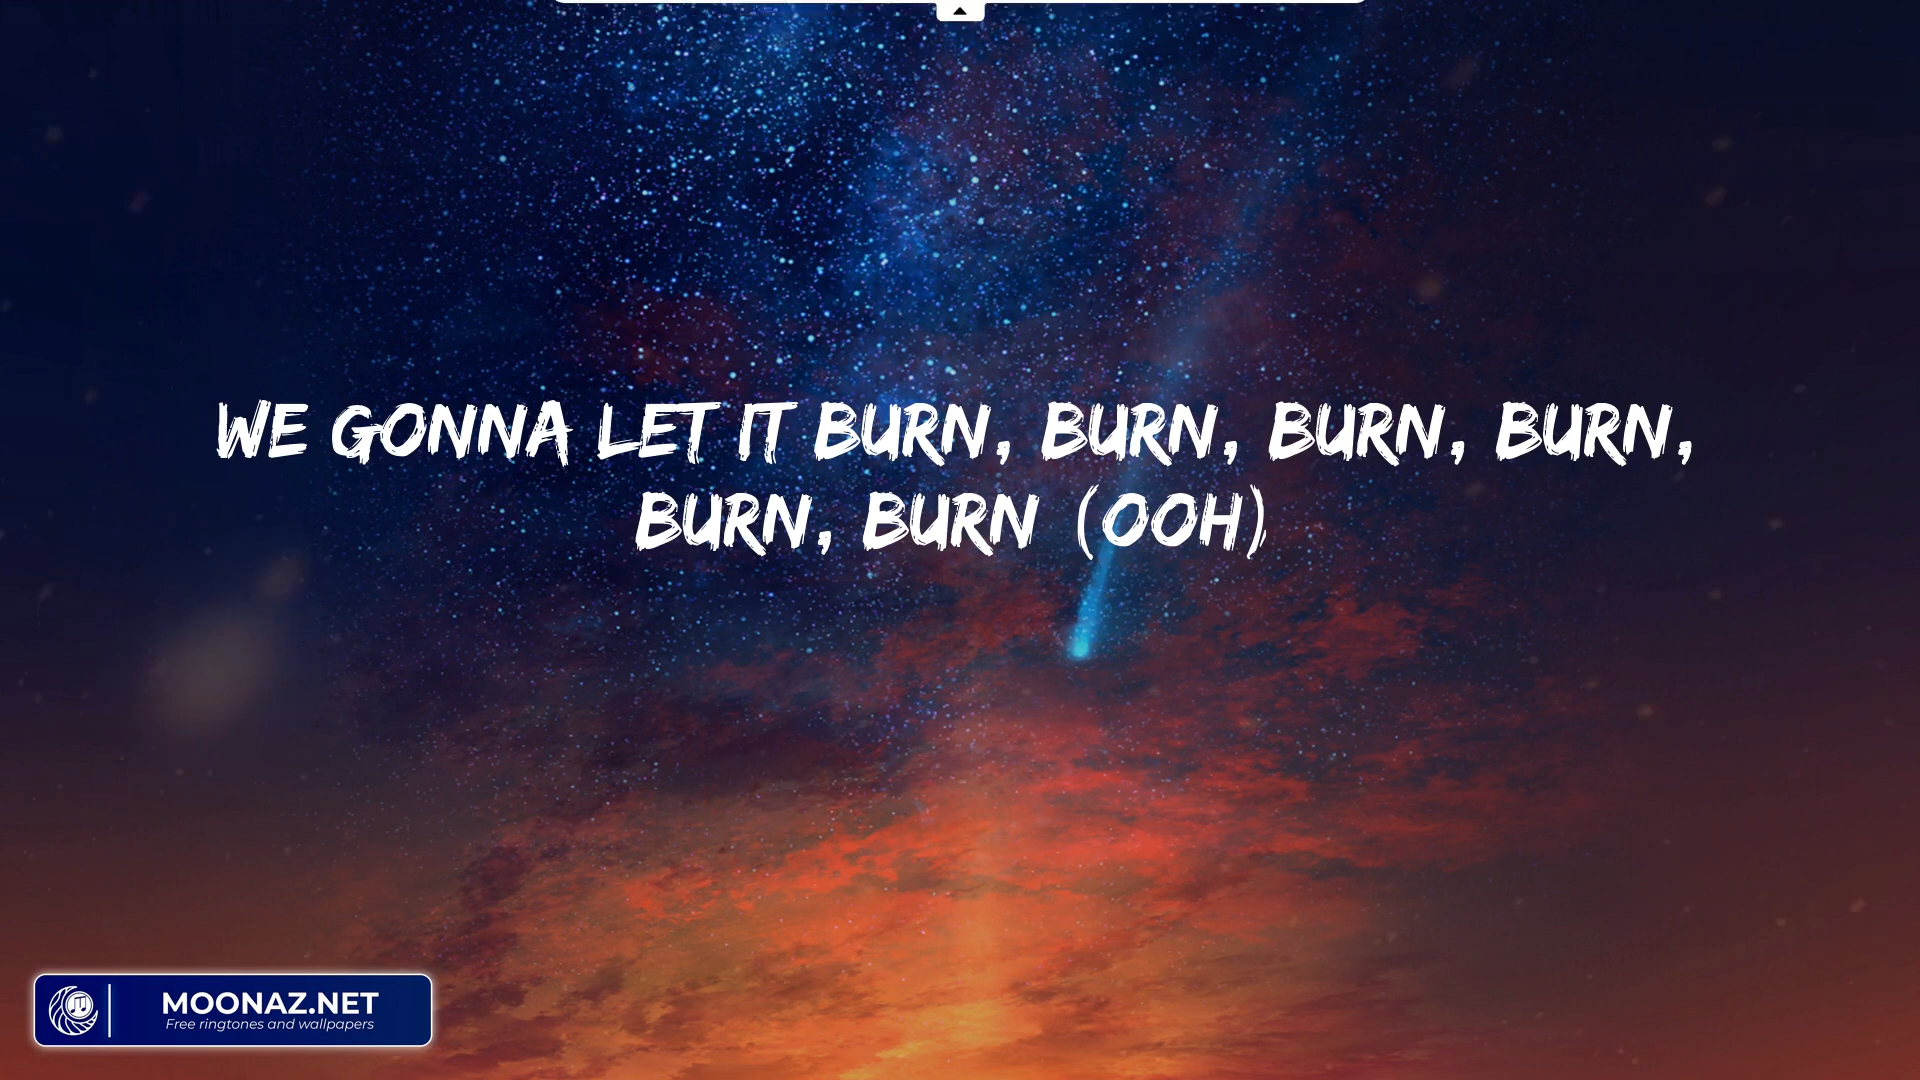 WE GONNA LET IT BURN, BURN, BURN, BURN,
BURN, BURN (OOH)
MOONAZ.NET
Free ringtones and wallpapers